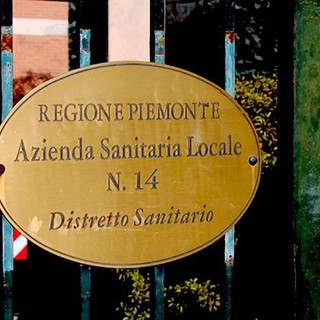 REGIONE PIEMONTE
Azienda Sanitaria Locale
N. 14
Distretto Sanitario